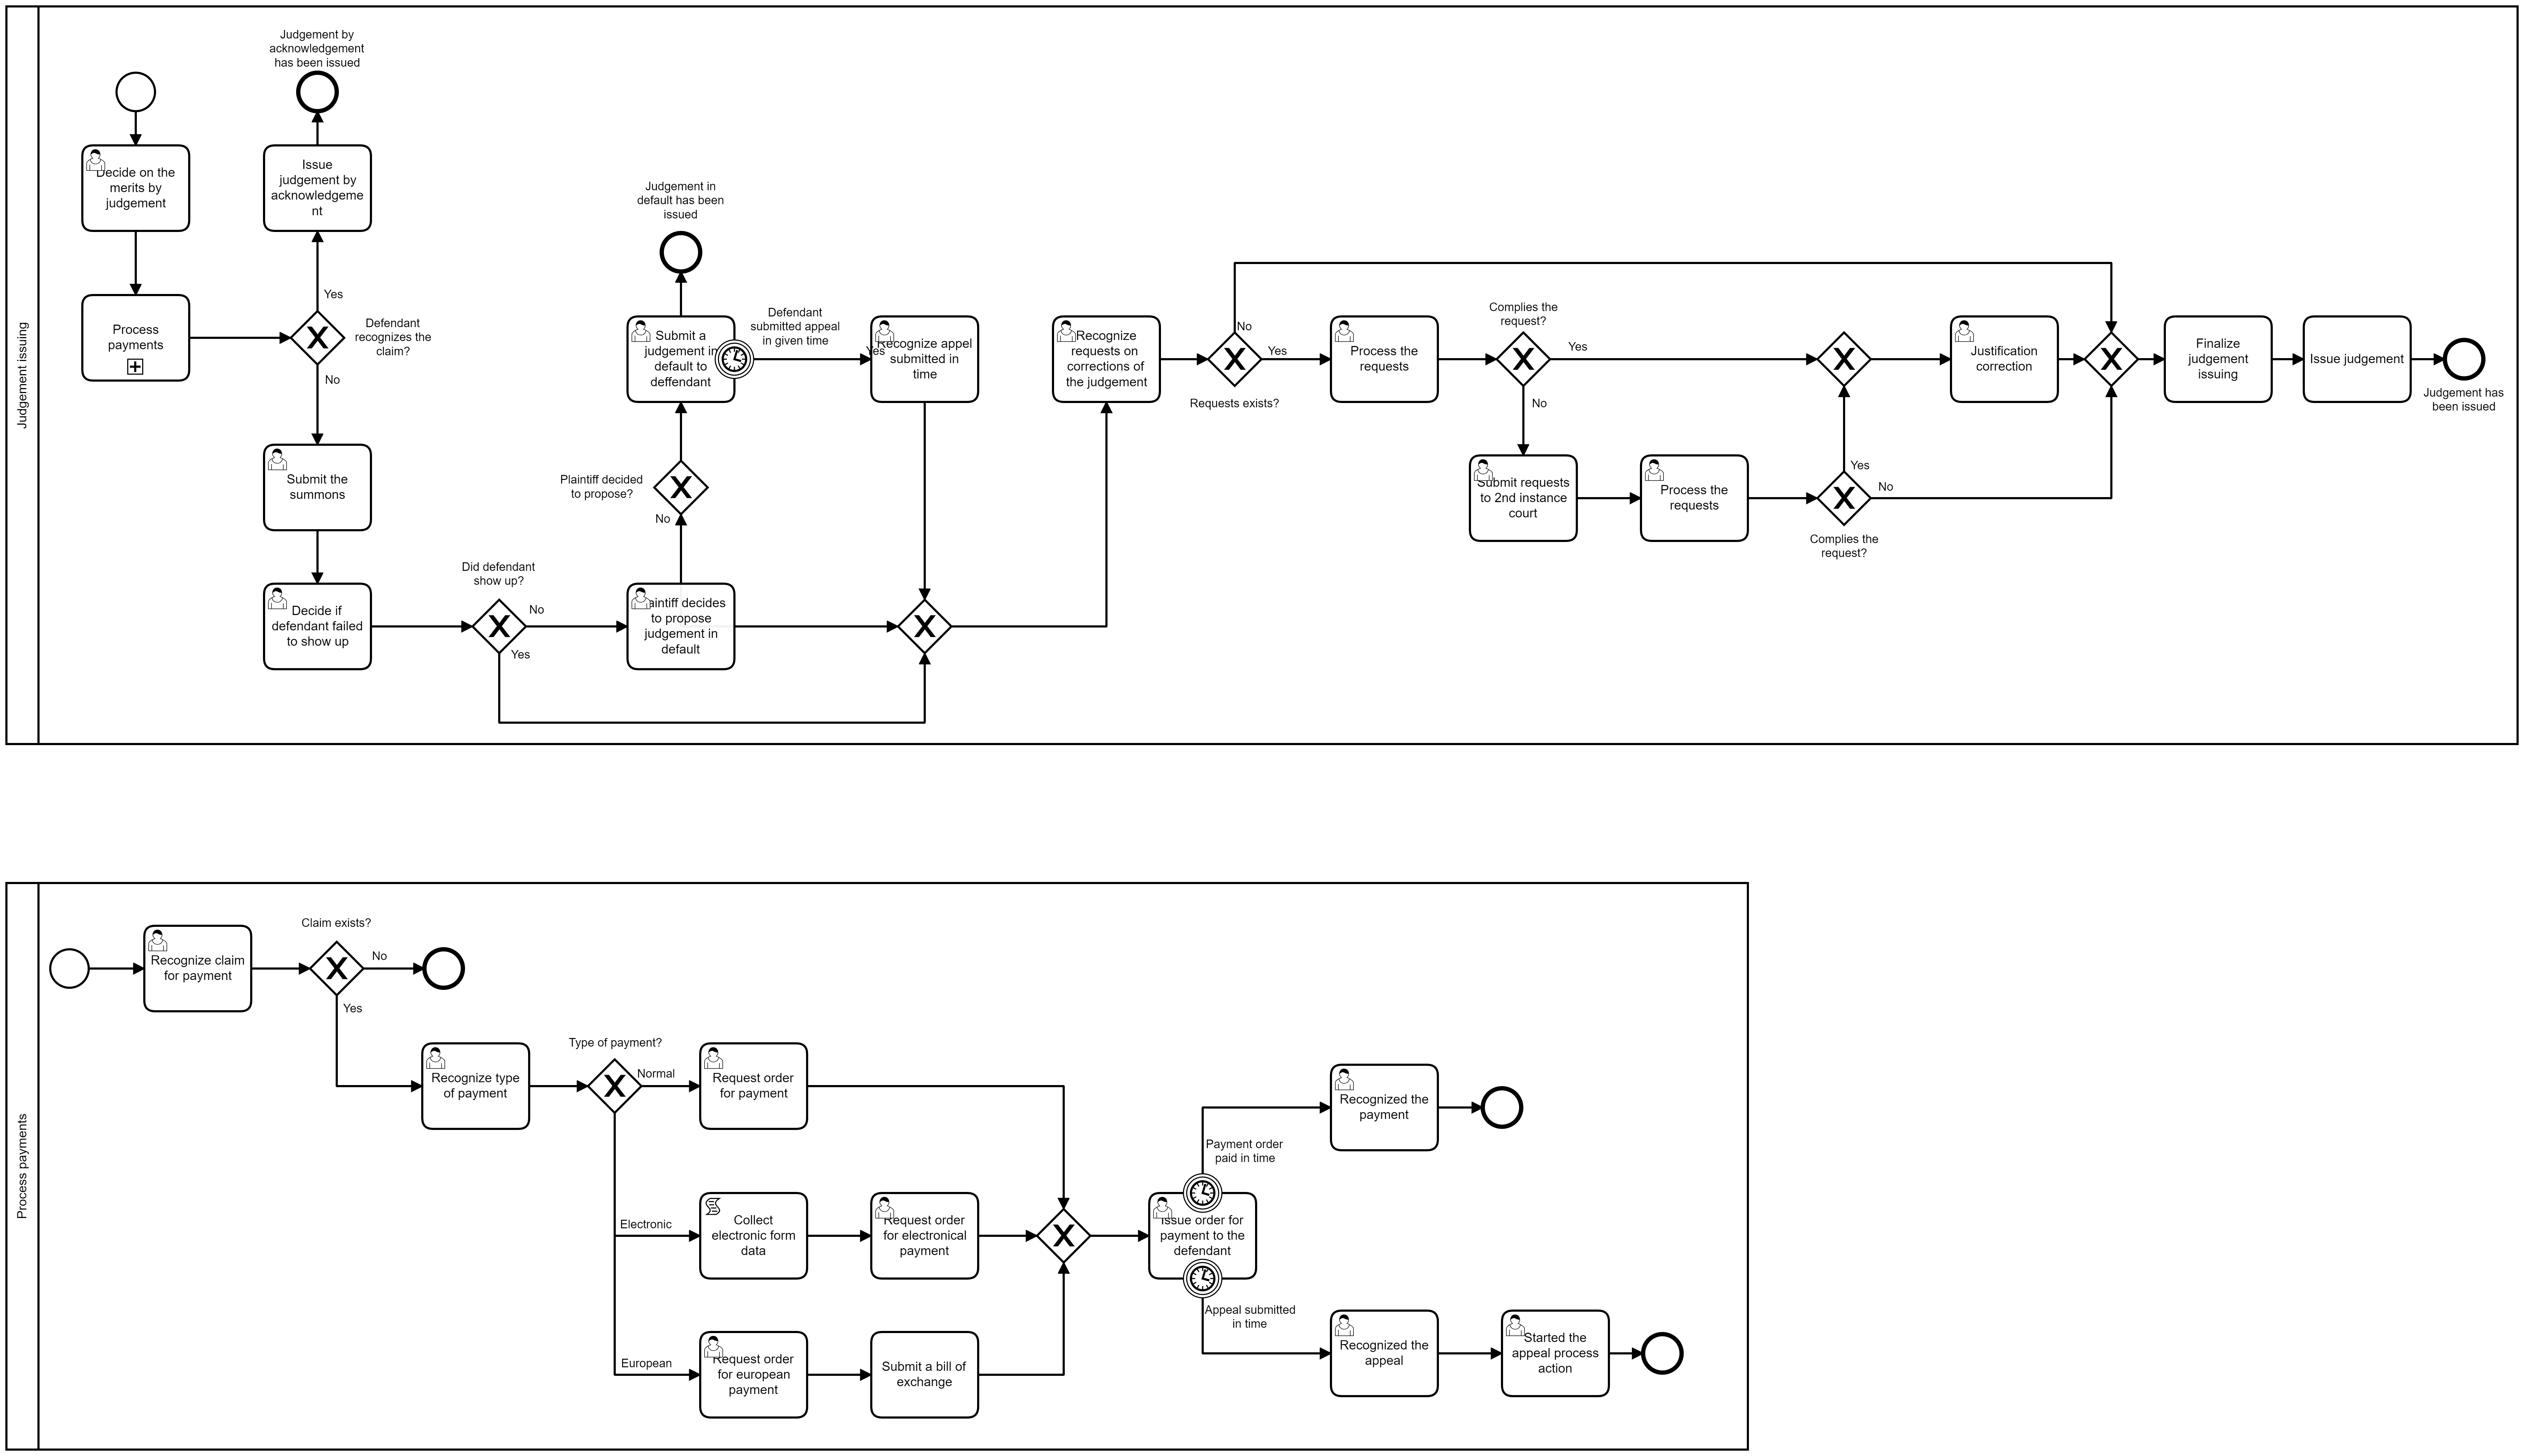 Judgement issuing
Judgement by
acknowledgement
has been issued
Decide on the
merits by
judgement
Issue
judgement by
acknowledgeme
nt
Process
payments
Yes
Defendant
recognizes the
claim?
No
Submit the
summons
Decide if
defendant failed
to show up
Did defendant
show up?
No
Yes
Judgement in
default has been
issued
Submit a
judgement in
default to
deffendant
Defendant
submitted appeal
in given time
Yes
Recognize appel
submitted in
time
Plaintiff decided
to propose?
No
aintiff decides
to propose
judgement in
default
Recognize
requests on
corrections of
the judgement
No
Yes
Requests exists?
Process the
requests
Complies the
request?
Yes
No
Submit requests
to 2nd instance
court
Process the
requests
Yes
No
Complies the
request?
Justification
correction
Finalize
judgement
issuing
Issue judgement
Judgement has
been issued
Process payments
Recognize claim
for payment
Claim exists?
No
Yes
Recognize type
of payment
Type of payment?
Normal
Request order
for payment
Electronic
Collect
electronic form
data
Request order
for electronical
payment
European
Request order
for european
payment
Submit a bill of
exchange
Issue order for
payment to the
defendant
Payment order
paid in time
Recognized the
payment
Appeal submitted
in time
Recognized the
appeal
Started the
appeal process
action